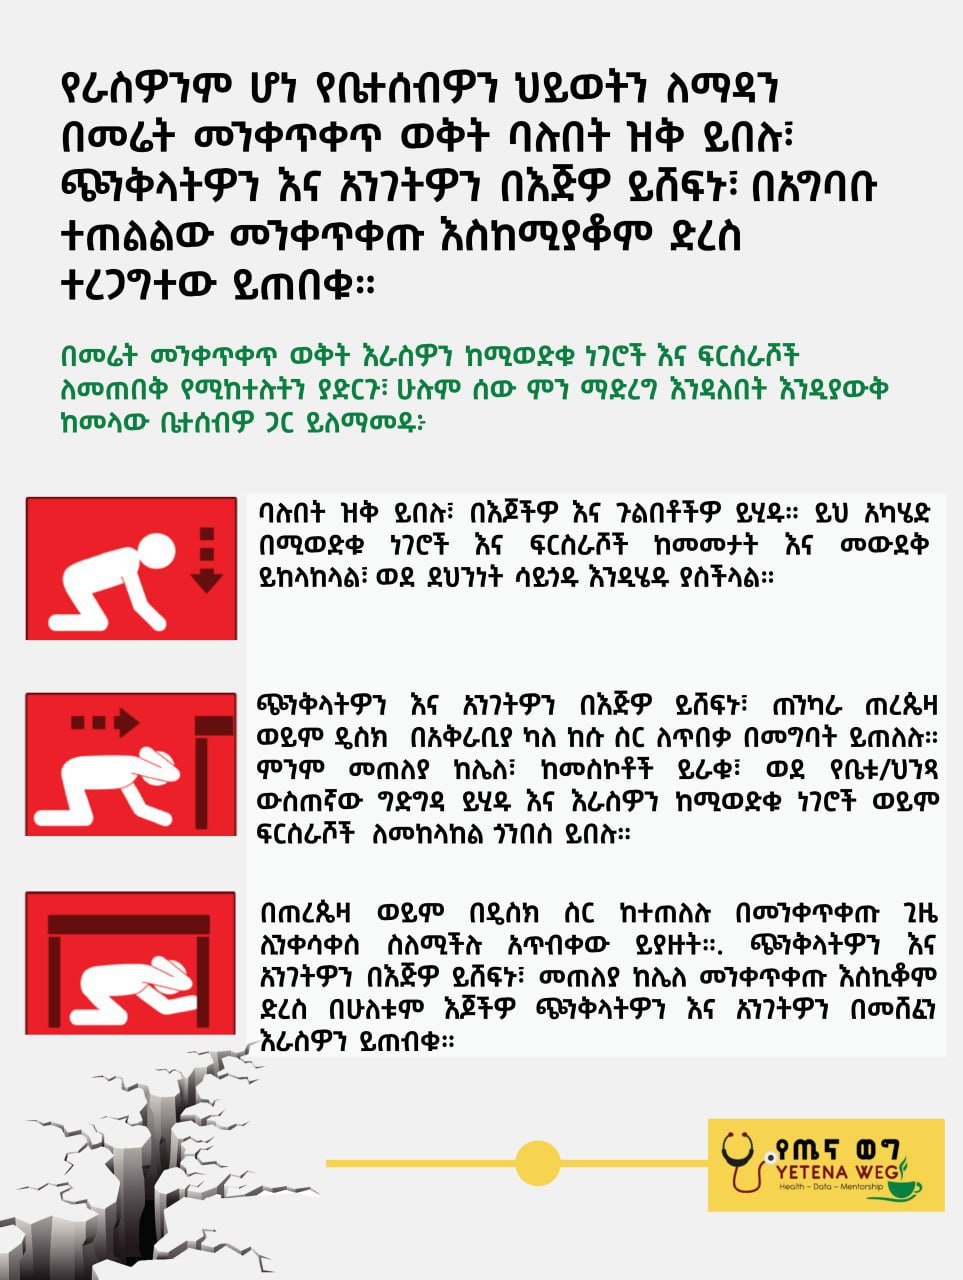 የራስዎንም ሆነ የቤተሰብዎን ህይወትን ለማዳን
በመሬት መንቀጥቀጥ ወቅት ባሉበት ዝቅ ይበሉ፣
ጭንቅላትዎን እና አንገትዎን በእጅዎ ይሸፍኑ፣ በአግባቡ
ተጠልልው መንቀጥቀጡ እስከሚያቆም ድረስ
ተረጋግተው ይጠበቁ።
በመሬት መንቀጥቀጥ ወቅት እራስዎን ከሚወድቁ ነገሮች እና ፍርስራሾች
ለመጠበቅ የሚከተሉትን ያድርጉ፣ ሁሉም ሰው ምን ማድረግ እንዳለበት እንዲያውቅ
ከመላው ቤተሰብዎ ጋር ይለማመዱ፦
ባሉበት ዝቅ ይበሉ፣ በእጆችዎ እና ጉልበቶችዎ ይሂዱ። ይህ አካሄድ
በሚወድቁ ነገሮች እና ፍርስራሾች ከመመታት እና መውደቅ
ይከላከላል፣ ወደ ደህንነት ሳይጎዱ እንዲሄዱ ያስችላል።
ጭንቅላትዎን እና አንገትዎን በእጅዎ ይሸፍኑ፣ ጠንካራ ጠረጴዛ
ወይም ዴስክ በአቅራቢያ ካለ ከሱ ስር ለጥበቃ በመግባት ይጠለሉ።
ምንም መጠለያ ከሌለ፣ ከመስኮቶች ይራቁ፣ ወደ የቤቱ/ህንጻ
ውስጠኛው ግድግዳ ይሂዱ እና እራስዎን ከሚወድቁ ነገሮች ወይም
ፍርስራሾች ለመከላከል ጎንበስ ይበሉ።
በጠረጴዛ ወይም በዴስክ ስር ከተጠለሉ በመንቀጥቀጡ ጊዜ
ሊንቀሳቀስ ስለሚችሉ አጥብቀው ይያዙት።. ጭንቅላትዎን እና
አንገትዎን በእጅዎ ይሸፍኑ፣ መጠለያ ከሌለ መንቀጥቀጡ እስኪቆም
ድረስ በሁለቱም እጆችዎ ጭንቅላትዎን እና አንገትዎን በመሸፈን
እራስዎን ይጠብቁ።
የጤና ወግ
YETENA WEG
Health – Data – Mentorship